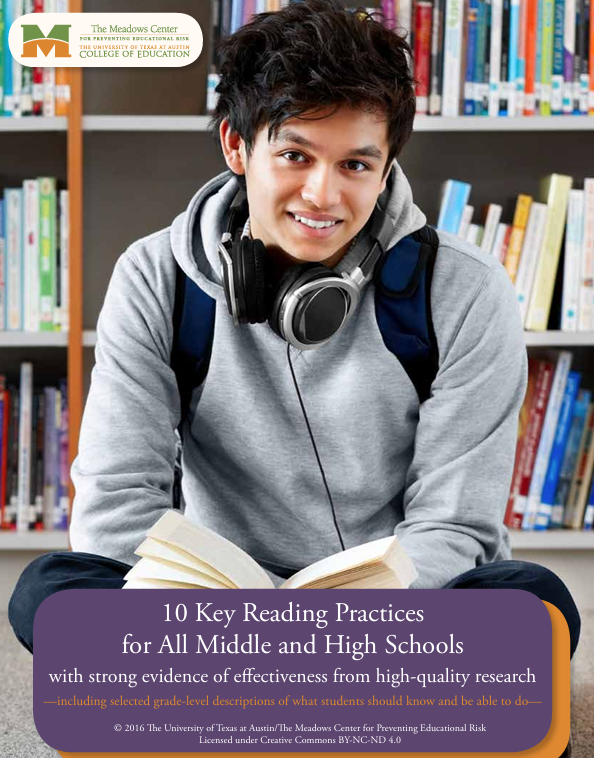 The Meadows Center
FOR PREVENTING EDUCATIONAL RISK
THE UNIVERSITY OF TEXAS AT AUSTIN
COLLEGE OF EDUCATION
10 Key Reading Practices
for All Middle and High Schools
with strong evidence of effectiveness from high-quality research
—including selected grade-level descriptions of what students should know and be able to do—
© 2016 The University of Texas at Austin/The Meadows Center for Preventing Educational Risk
Licensed under Creative Commons BY-NC-ND 4.0